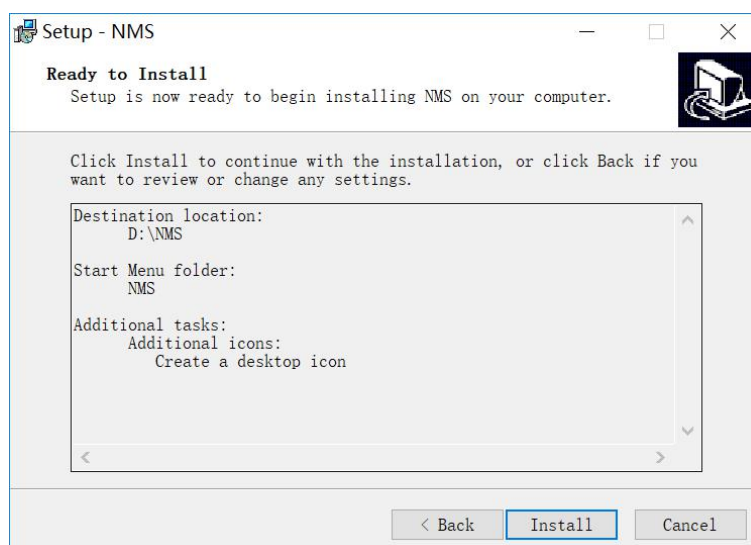 Setup - NMS
Ready to Install
Setup is now ready to begin installing NMS on your computer.
Click Install to continue with the installation, or click Back if you
want to review or change any settings.
Destination location:
D:\NMS
Start Menu folder:
NMS
Additional tasks:
Additional icons:
Create a desktop icon
< Back
Install
Cancel